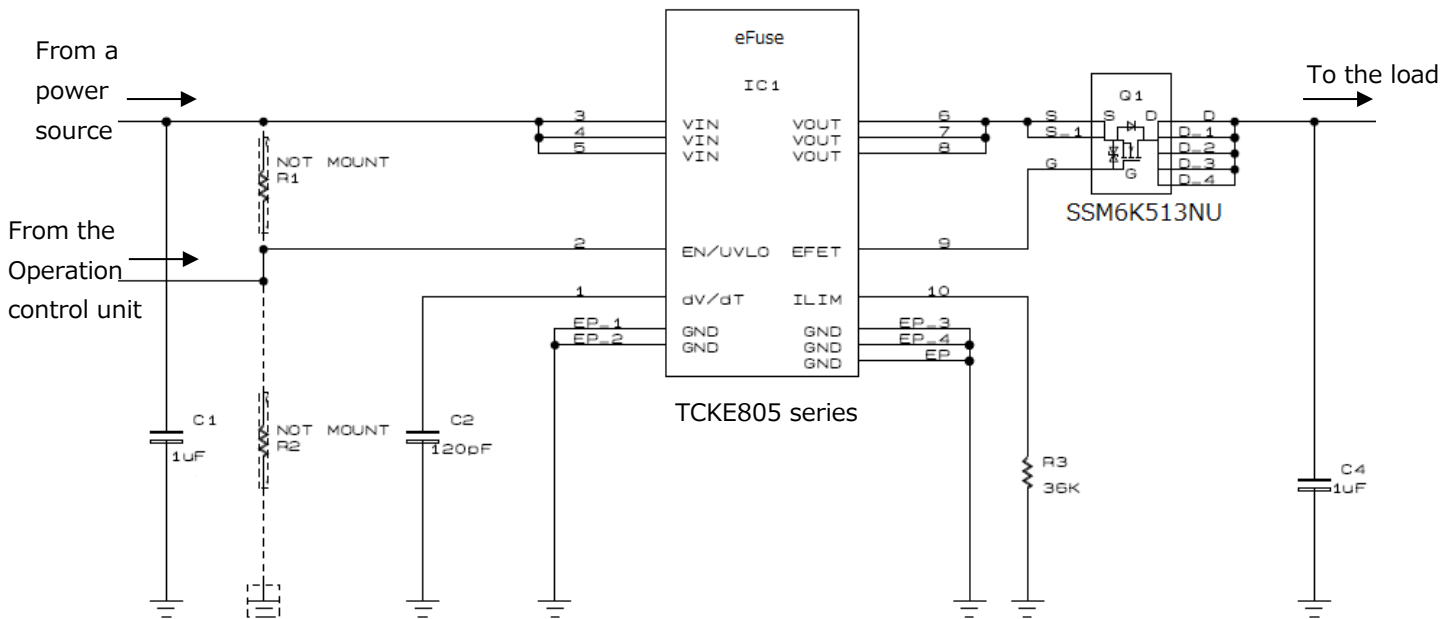 eFuse
IC1
From a
power
source
To the load
Q1
3 VIN VOUT 6 S S D D
4 VIN VOUT 7 S_1 D_1
5 VIN VOUT 8 D_2
D_3
G G D_4
NOT MOUNT
R1
SSM6K513NU
From the
Operation
control unit
2 EN/UVLO EFET 9
1 dV/dT ILIM 10
EP_1 GND GND EP_3
EP_2 GND GND EP_4
GND EP
TCKE805 series
C1
1uF
NOT MOUNT
R2
C2
120pF
R3
36K
C4
1uF